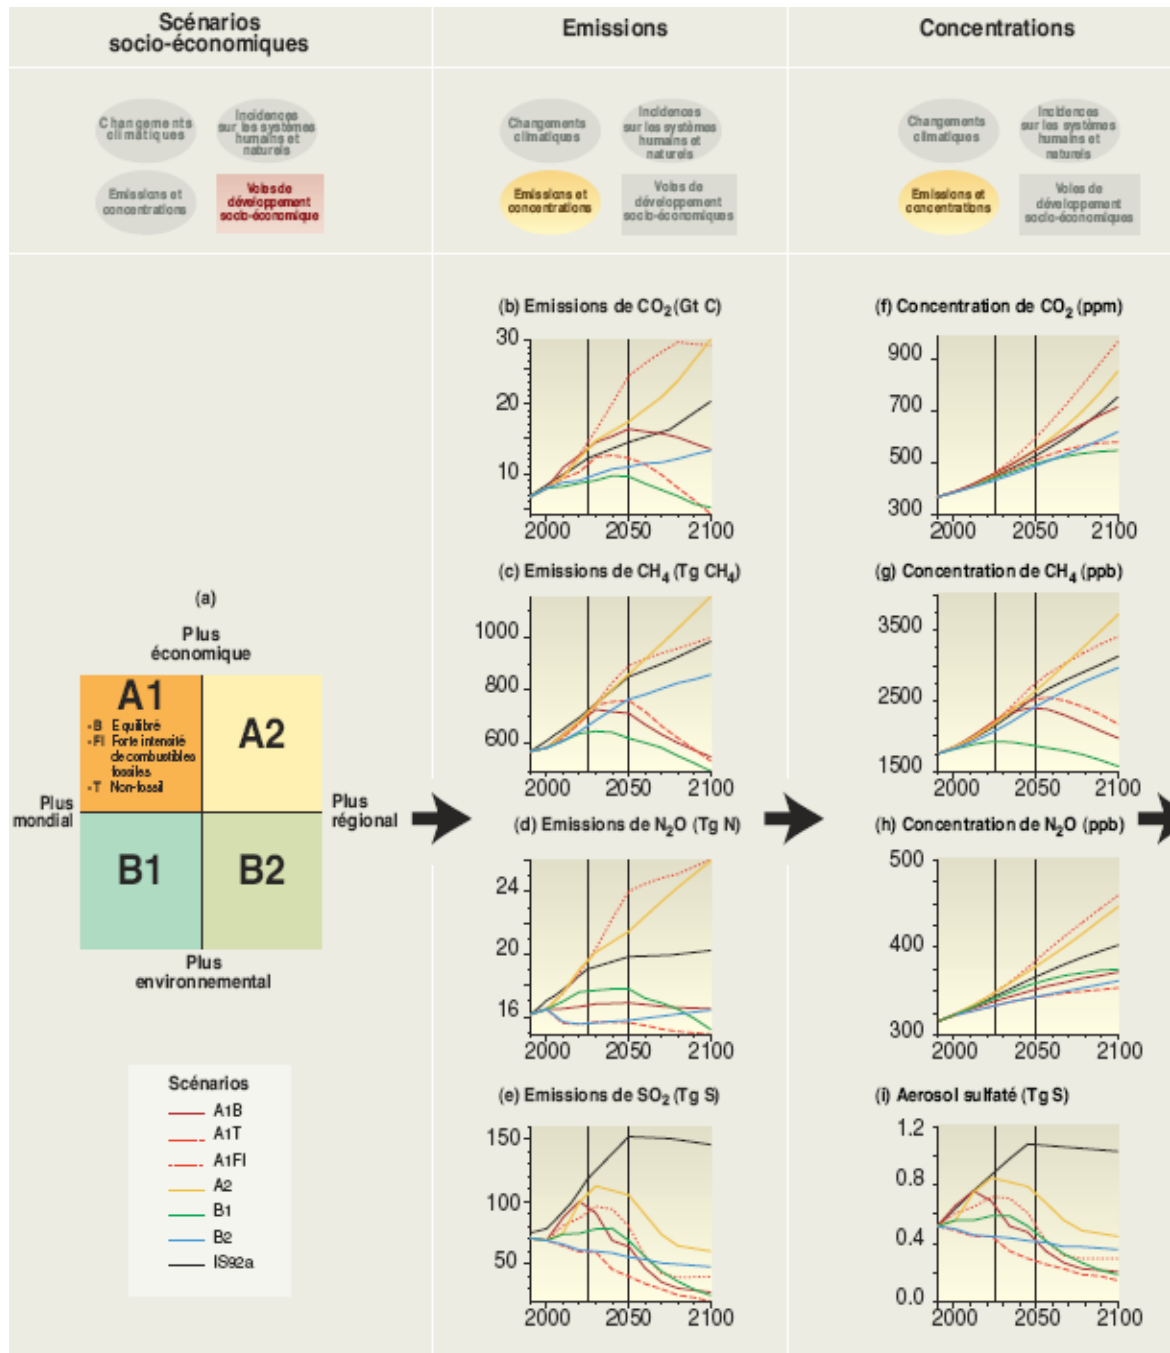 Scénarios
socio-économiques
Emissions
Concentrations
Changements
climatiques
Incidences
sur les systèmes
humains et
naturels
Emissions et
concentrations
Voies de
développement
socio-économique
Changements
climatiques
Incidences
sur les systèmes
humains et
naturels
Emissions et
concentrations
Voies de
développement
socio-économiques
Changements
climatiques
Incidences
sur les systèmes
humains et
naturels
Emissions et
concentrations
Voies de
développement
socio-économiques
(a)
Plus
économique
A1
- B Equilibré
- FI Forte intensité
de combustibles
fossiles
- T Non-fossil
A2
Plus
mondial
Plus
régional
B1
B2
Plus
environnemental
Scénarios
A1B
A1T
A1FI
A2
B1
B2
IS92a
(b) Emissions de CO₂ (Gt C)
30
20
10
2000 2050 2100
(c) Emissions de CH₄ (Tg CH₄)
1000
800
600
2000 2050 2100
(d) Emissions de N₂O (Tg N)
24
20
16
2000 2050 2100
(e) Emissions de SO₂ (Tg S)
150
100
50
2000 2050 2100
(f) Concentration de CO₂ (ppm)
900
700
500
300
2000 2050 2100
(g) Concentration de CH₄ (ppb)
3500
2500
1500
2000 2050 2100
(h) Concentration de N₂O (ppb)
500
400
300
2000 2050 2100
(i) Aerosol sulfaté (Tg S)
1.2
0.8
0.4
0.0
2000 2050 2100